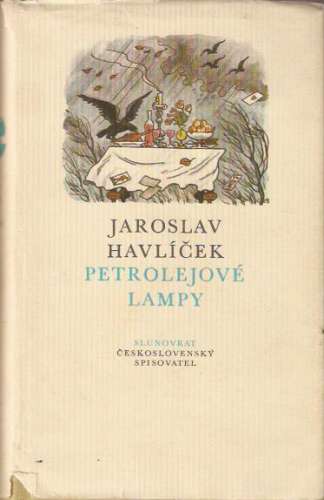 JAROSLAV
HAVLÍČEK
PETROLEJOVÉ
LAMPY
SLUNOVRAT
ČESKOSLOVENSKÝ
SPISOVATEL